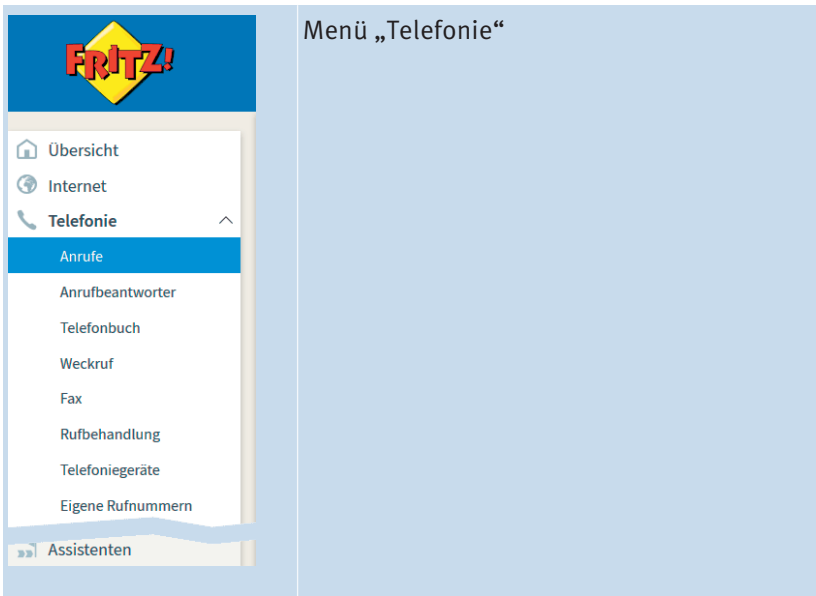 FRITZ!
Menü „Telefonie“
Übersicht
Internet
Telefonie
Anrufe
Anrufbeantworter
Telefonbuch
Weckruf
Fax
Rufbehandlung
Telefoniegeräte
Eigene Rufnummern
Assistenten